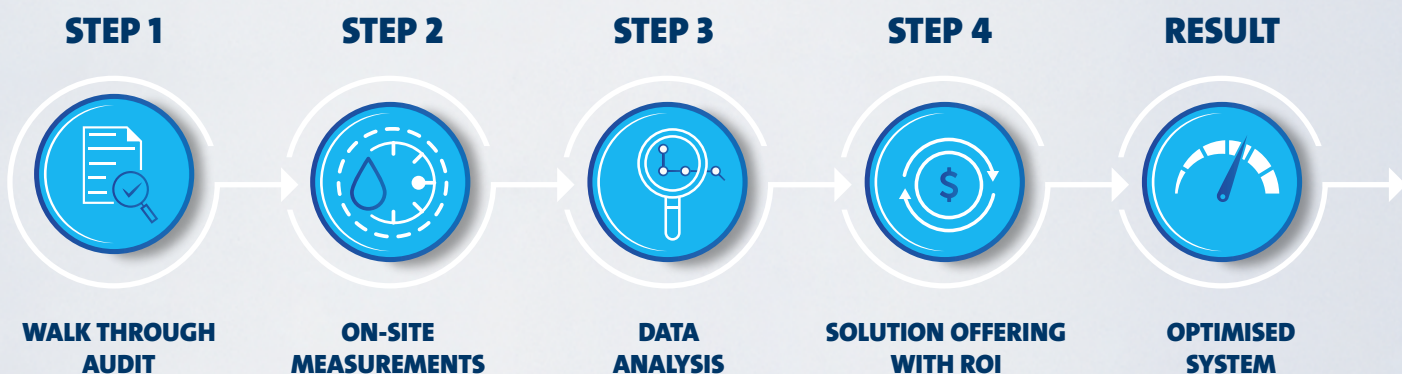 STEP 1
STEP 2
STEP 3
STEP 4
RESULT
$
WALK THROUGH
AUDIT
ON-SITE
MEASUREMENTS
DATA
ANALYSIS
SOLUTION OFFERING
WITH ROI
OPTIMISED
SYSTEM